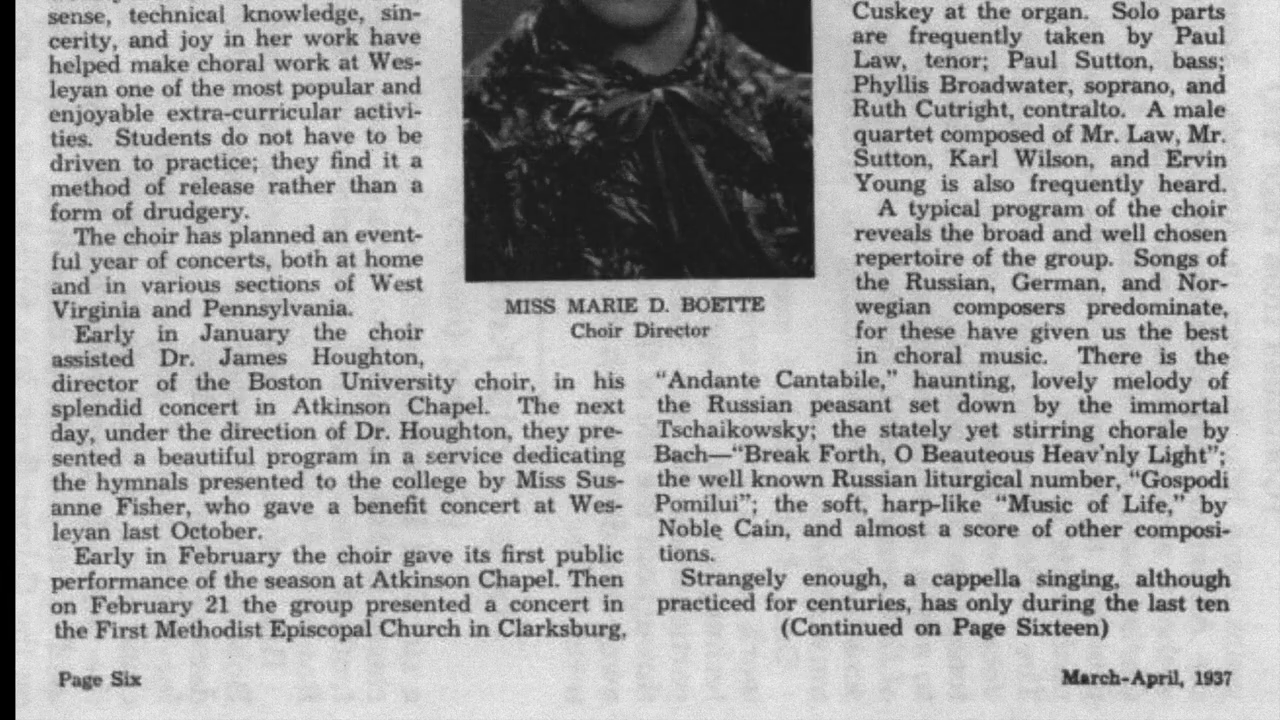 sense, technical knowledge, sin-
cerity, and joy in her work have
helped make choral work at Wes-
leyan one of the most popular and
enjoyable extra-curricular activi-
ties. Students do not have to be
driven to practice; they find it a
method of release rather than a
form of drudgery.
The choir has planned an event-
ful year of concerts, both at home
and in various sections of West
Virginia and Pennsylvania.
Early in January the choir
assisted Dr. James Houghton,
director of the Boston University choir, in his
splendid concert in Atkinson Chapel. The next
day, under the direction of Dr. Houghton, they pre-
sented a beautiful program in a service dedicating
the hymnals presented to the college by Miss Sus-
anne Fisher, who gave a benefit concert at Wes-
leyan last October.
Early in February the choir gave its first public
performance of the season at Atkinson Chapel. Then
on February 21 the group presented a concert in
the First Methodist Episcopal Church in Clarksburg,
MISS MARIE D. BOETTE
Choir Director
Cuskey at the organ. Solo parts
are frequently taken by Paul
Law, tenor; Paul Sutton, bass;
Phyllis Broadwater, soprano, and
Ruth Cutright, contralto. A male
quartet composed of Mr. Law, Mr.
Sutton, Karl Wilson, and Ervin
Young is also frequently heard.
A typical program of the choir
reveals the broad and well chosen
repertoire of the group. Songs of
the Russian, German, and Nor-
wegian composers predominate,
for these have given us the best
in choral music. There is the
"Andante Cantabile," haunting, lovely melody of
the Russian peasant set down by the immortal
Tschaikowsky; the stately yet stirring chorale by
Bach—"Break Forth, O Beauteous Heav'nly Light";
the well known Russian liturgical number, "Gospodi
Pomilui"; the soft, harp-like "Music of Life," by
Noble Cain, and almost a score of other composi-
tions.
Strangely enough, a cappella singing, although
practiced for centuries, has only during the last ten
(Continued on Page Sixteen)
Page Six
March-April, 1937